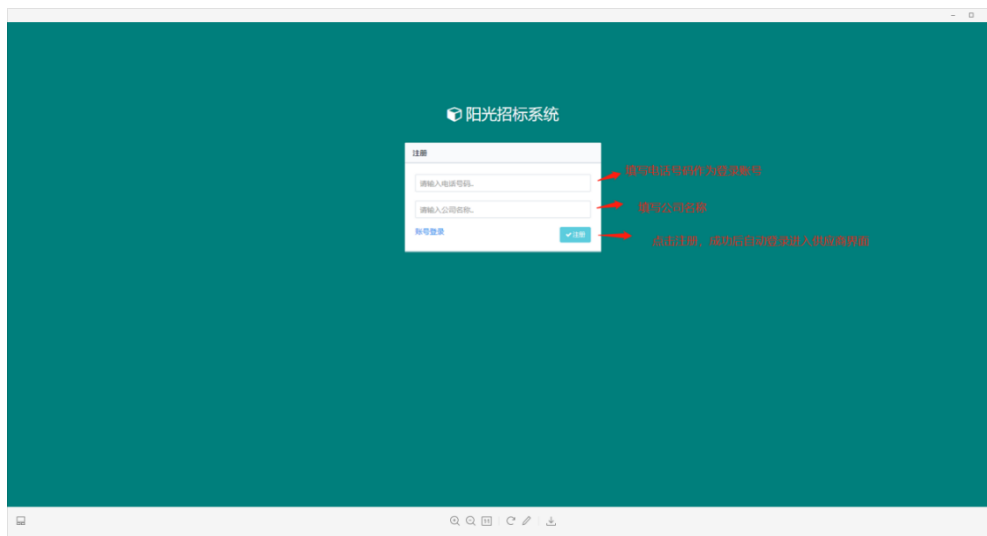 阳光招标系统
注册
请输入电话号码。
填写电话号码作为登录账号
请输入公司名称。
填写公司名称
账号登录
注册
点击注册,成功后自动登录进入供应商界面